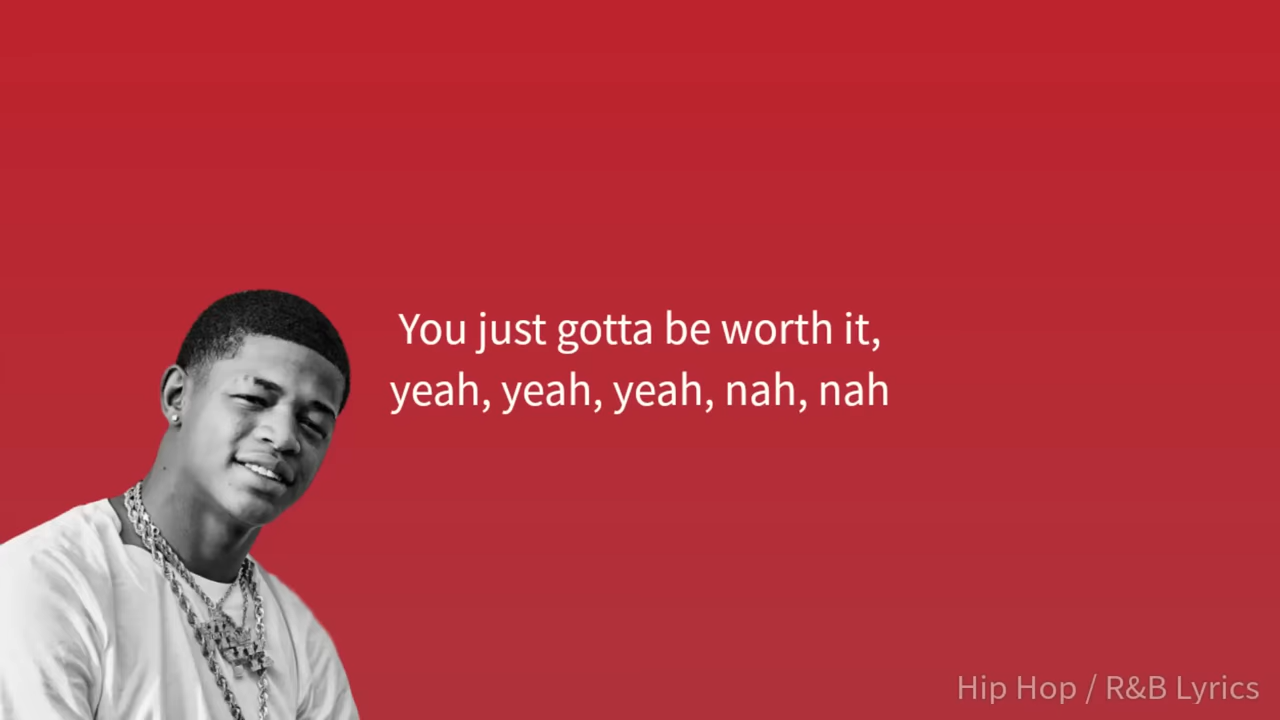 You just gotta be worth it,
yeah, yeah, yeah, nah, nah
Hip Hop / R&B Lyrics